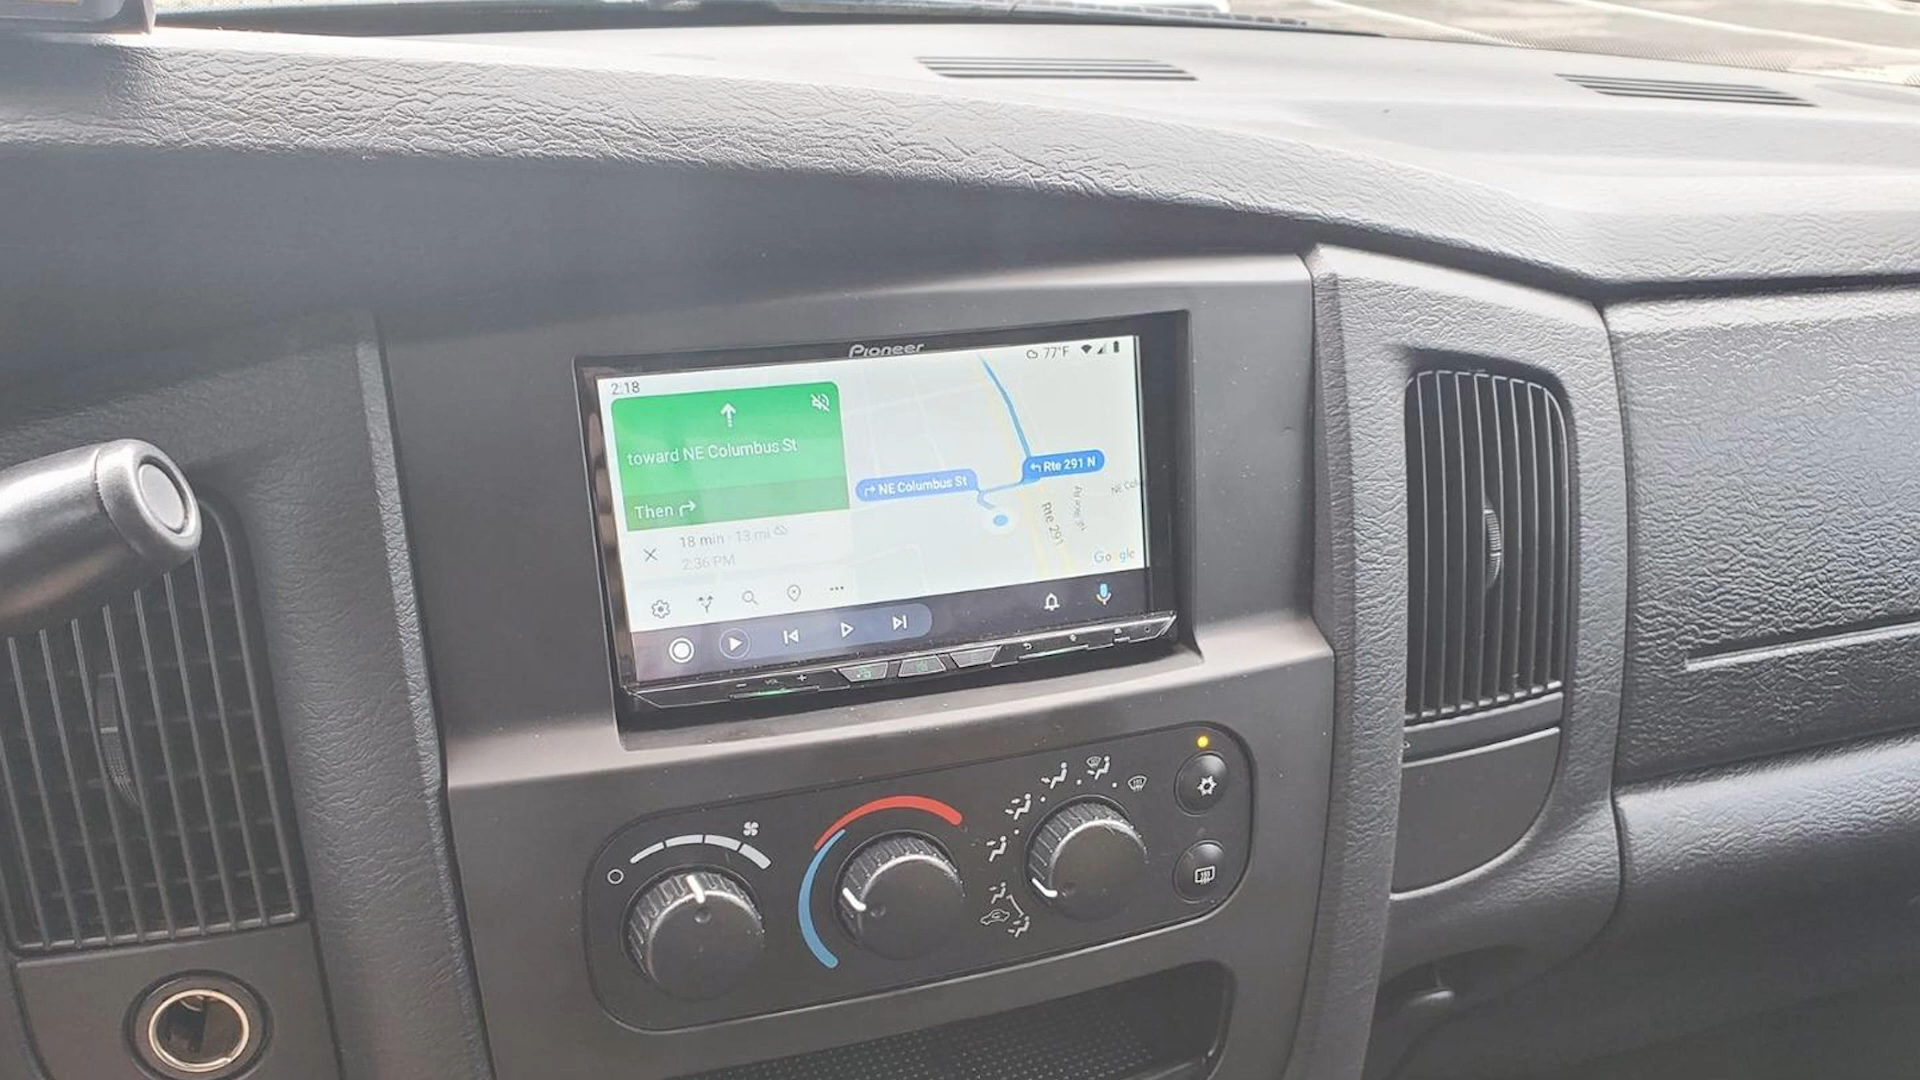 Pioneer
2:18
77°F
toward NE Columbus St
Then
18 min · 13 mi
2:36 PM
NE Columbus St
Rte 291 N
Rte 291
Google
VOL